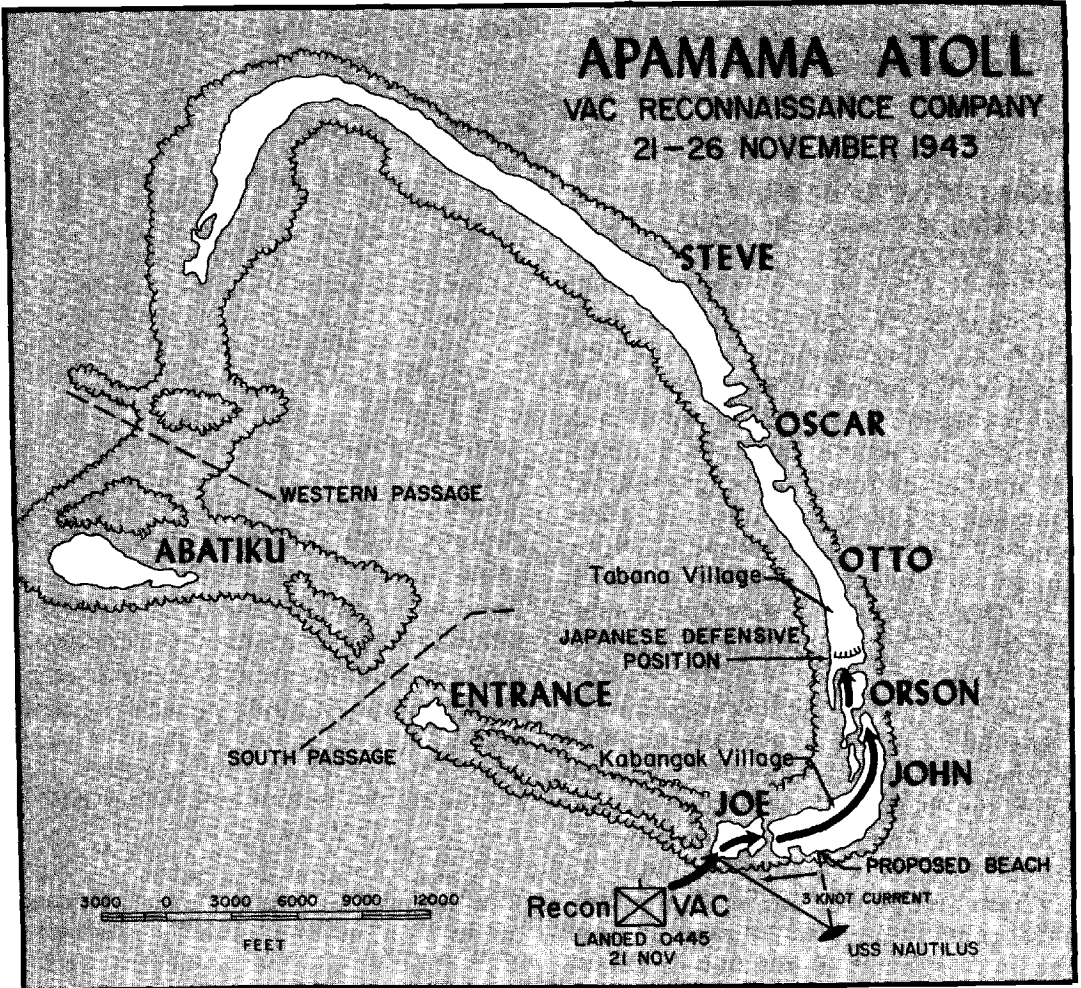 APAMAMA ATOLL
VAC RECONNAISSANCE COMPANY
21-26 NOVEMBER 1943
STEVE
OSCAR
WESTERN PASSAGE
ABATIKU
OTTO
Tabana Village
JAPANESE DEFENSIVE
POSITION
ENTRANCE
ORSON
SOUTH PASSAGE
Kabangak Village
JOHN
JOE
PROPOSED BEACH
3000 0 3000 6000 9000 12000
FEET
Recon VAC
3 KNOT CURRENT
LANDED 0445
21 NOV
USS NAUTILUS